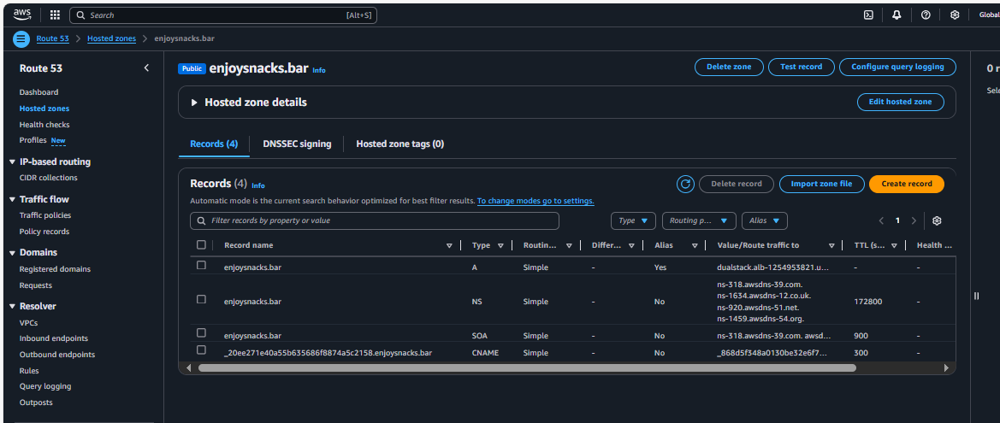 aws
Search [Alt+S]
Global
Route 53 > Hosted zones > enjoysnacks.bar
Route 53
Dashboard
Hosted zones
Health checks
Profiles New
IP-based routing
CIDR collections
Traffic flow
Traffic policies
Policy records
Domains
Registered domains
Requests
Resolver
VPCs
Inbound endpoints
Outbound endpoints
Rules
Query logging
Outposts
Public enjoysnacks.bar Info
Delete zone Test record Configure query logging
Hosted zone details Edit hosted zone
Records (4) DNSSEC signing Hosted zone tags (0)
Records (4) Info
Delete record Import zone file Create record
Automatic mode is the current search behavior optimized for best filter results. To change modes go to settings.
Filter records by property or value
Type Routing p... Alias
1
Record name Type Routin... Differ... Alias Value/Route traffic to TTL (s... Health ...
enjoysnacks.bar A Simple - Yes dualstack.alb-1254953821.u... - -
enjoysnacks.bar NS Simple - No ns-318.awsdns-39.com.
ns-1634.awsdns-12.co.uk.
ns-920.awsdns-51.net.
ns-1459.awsdns-54.org. 172800 -
enjoysnacks.bar SOA Simple - No ns-318.awsdns-39.com. awsd... 900 -
_20ee271e40a55b635686f8874a5c2158.enjoysnacks.bar CNAME Simple - No _868d5f348a0130be32e6f7... 300 -
0 r
Sele